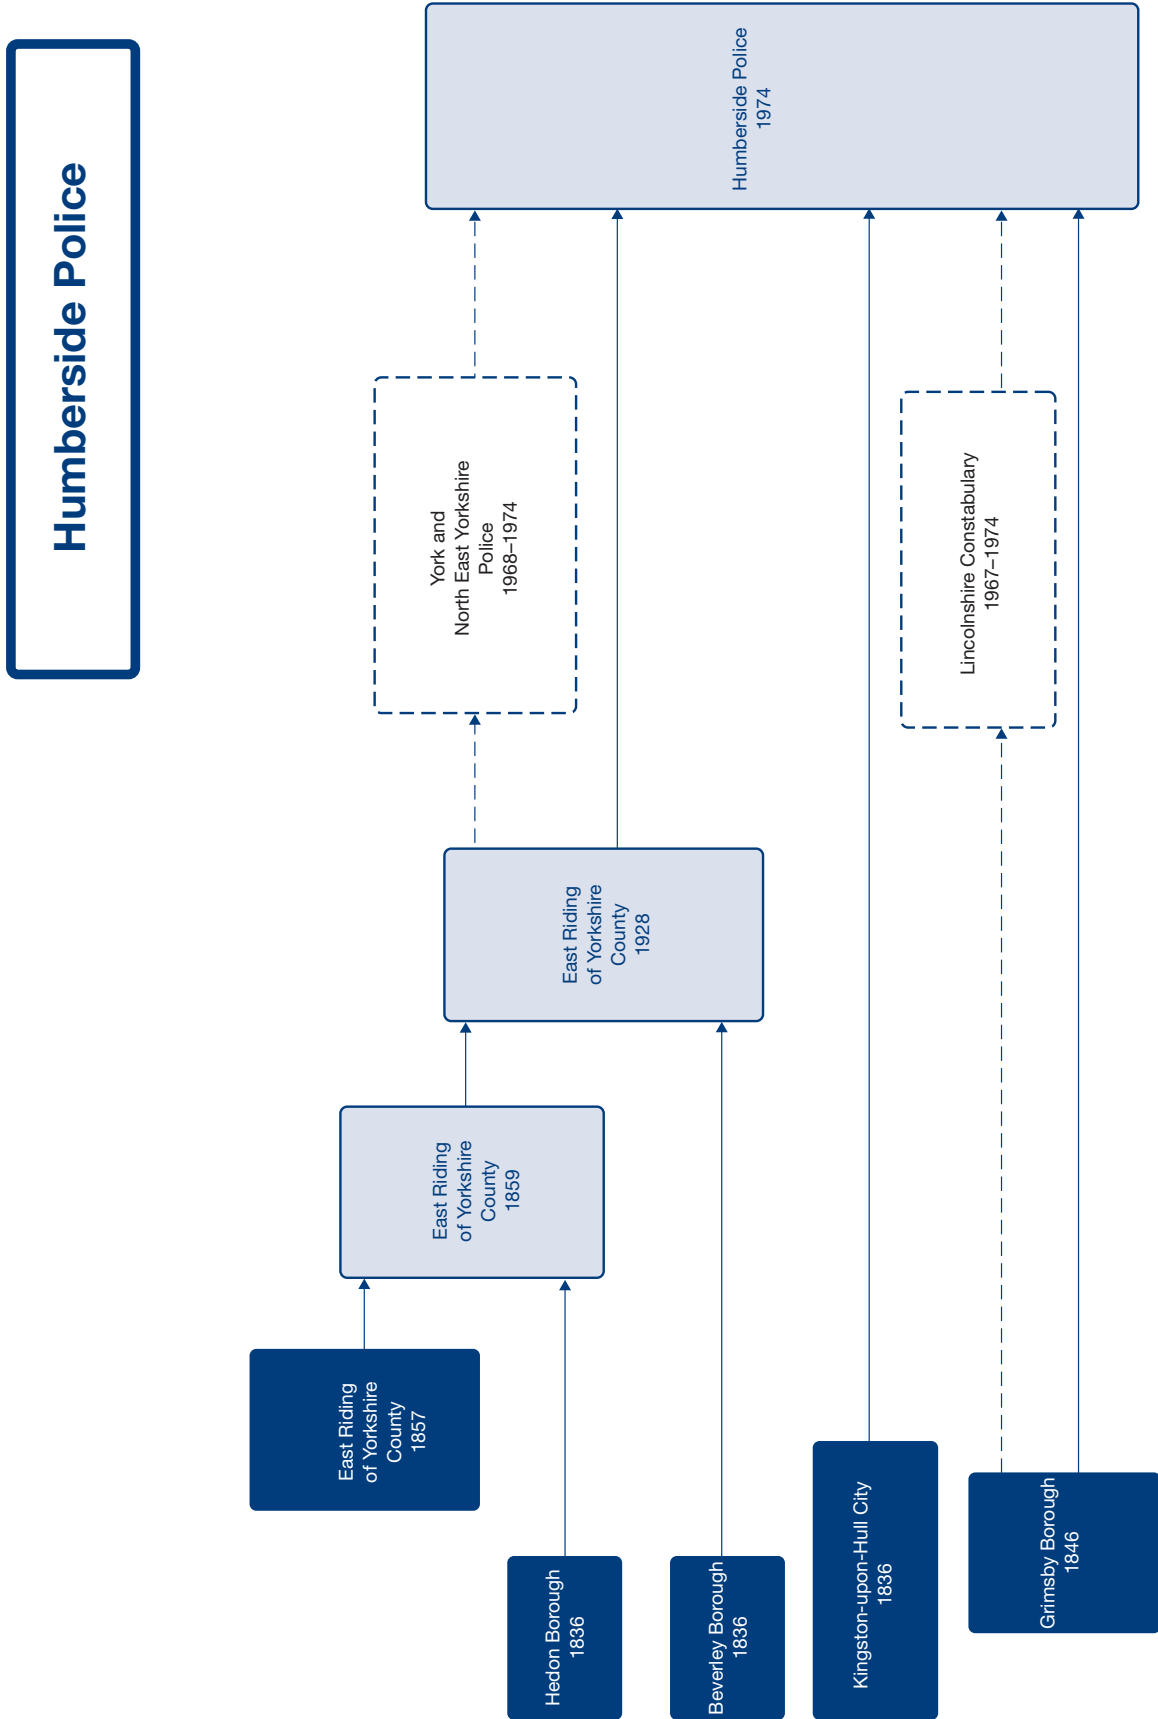 Humberside Police
East Riding
of Yorkshire
County
1857
Hedon Borough
1836
Beverley Borough
1836
Kingston-upon-Hull City
1836
Grimsby Borough
1846
East Riding
of Yorkshire
County
1859
East Riding
of Yorkshire
County
1928
York and
North East Yorkshire
Police
1968–1974
Lincolnshire Constabulary
1967–1974
Humberside Police
1974